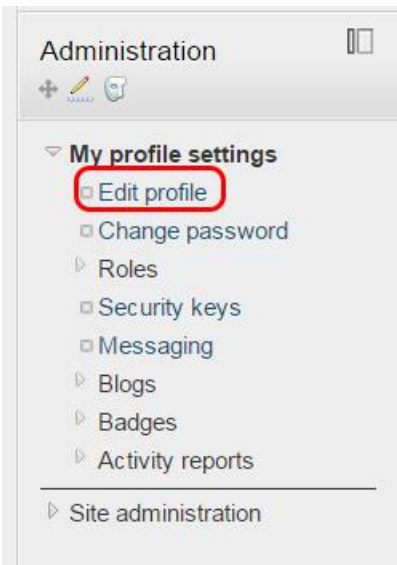 Administration
My profile settings
Edit profile
Change password
Roles
Security keys
Messaging
Blogs
Badges
Activity reports
Site administration